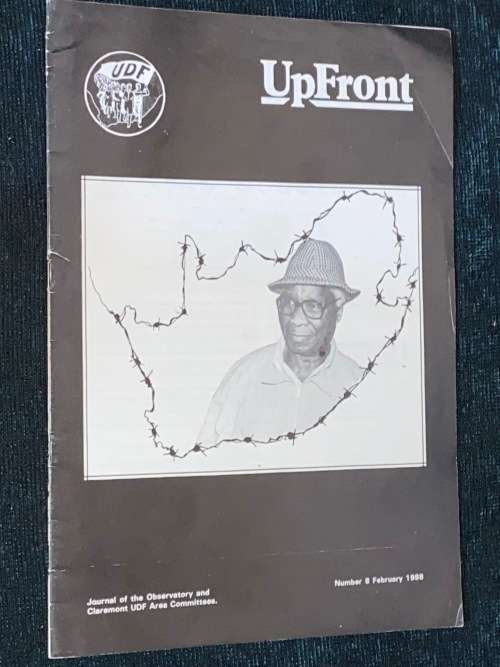 UDF
UpFront
Number 8 February 1988
Journal of the Observatory and
Claremont UDF Area Committees.